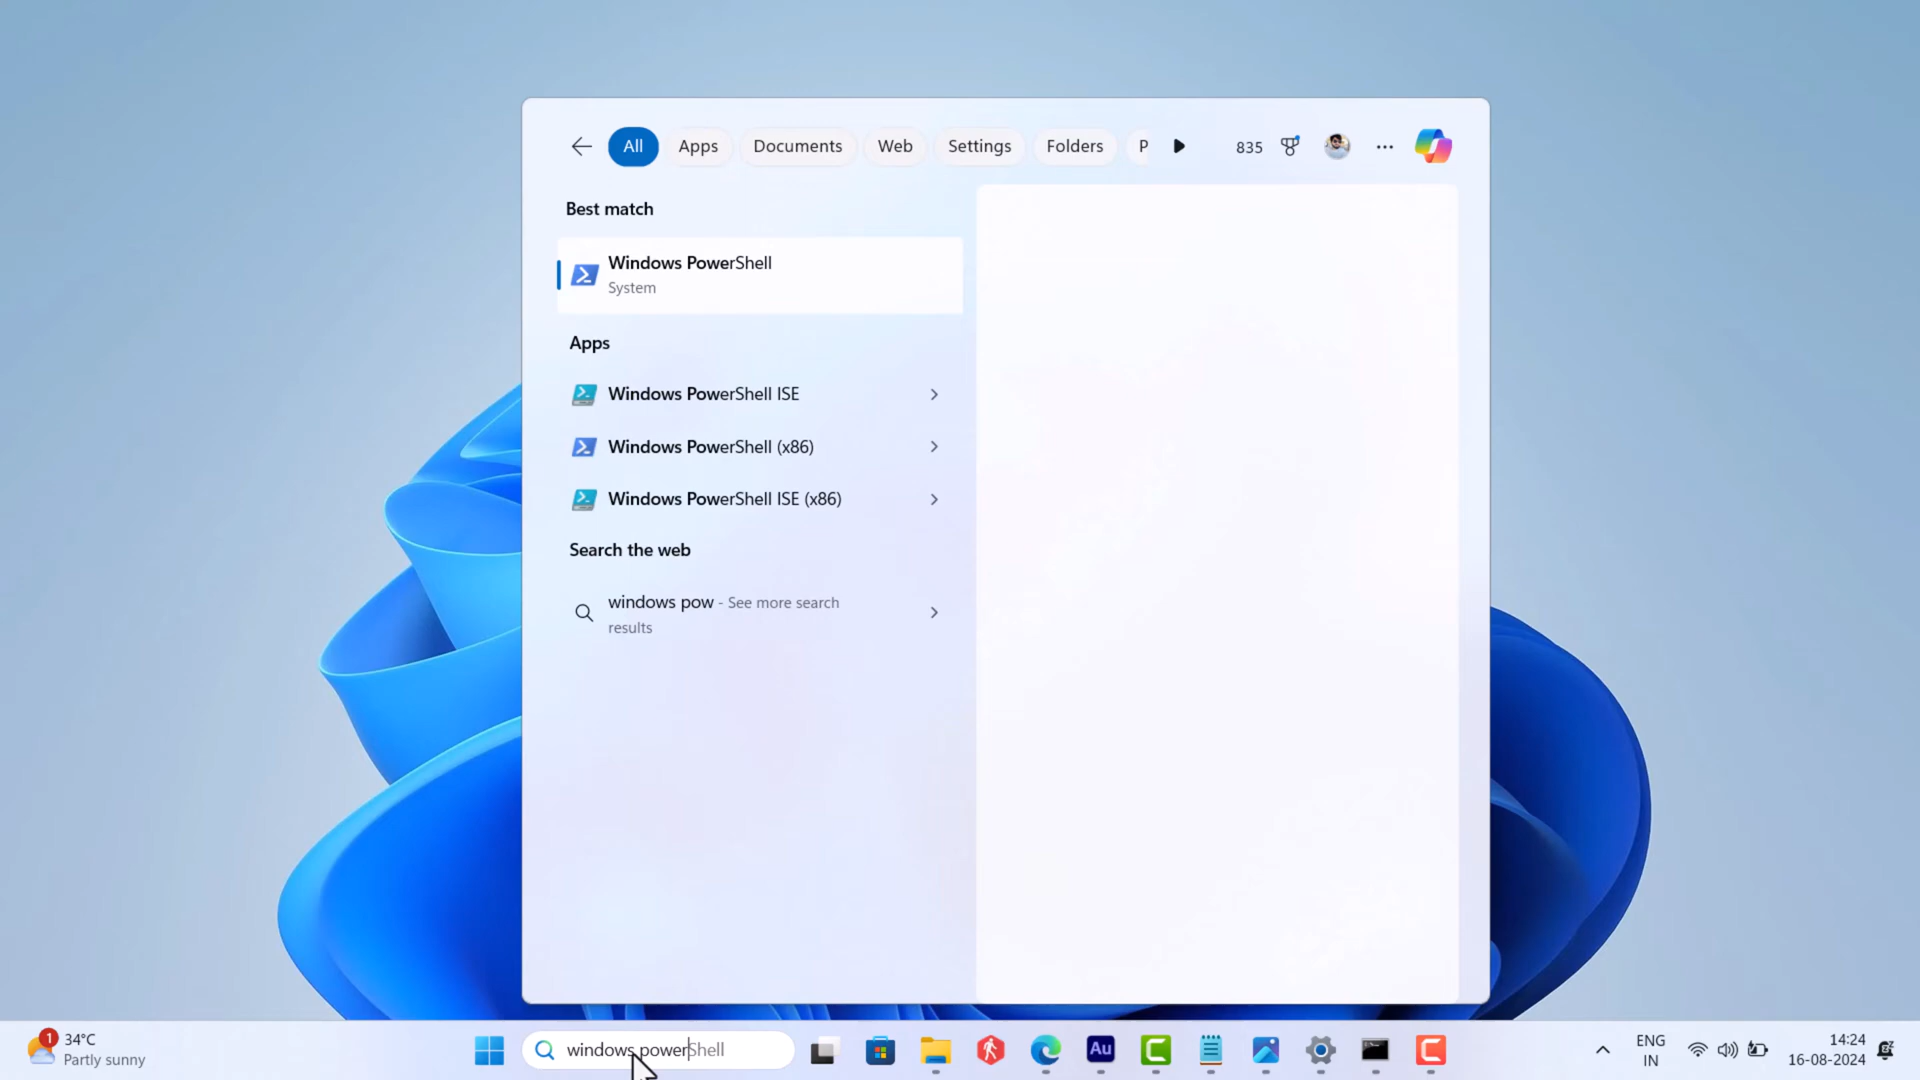 All
Apps
Documents
Web
Settings
Folders
P
835
Best match
Windows PowerShell
System
Apps
Windows PowerShell ISE
Windows PowerShell (x86)
Windows PowerShell ISE (x86)
Search the web
windows pow - See more search
results
1
34°C
Partly sunny
windows powerShell
Au
ENG
IN
14:24
16-08-2024